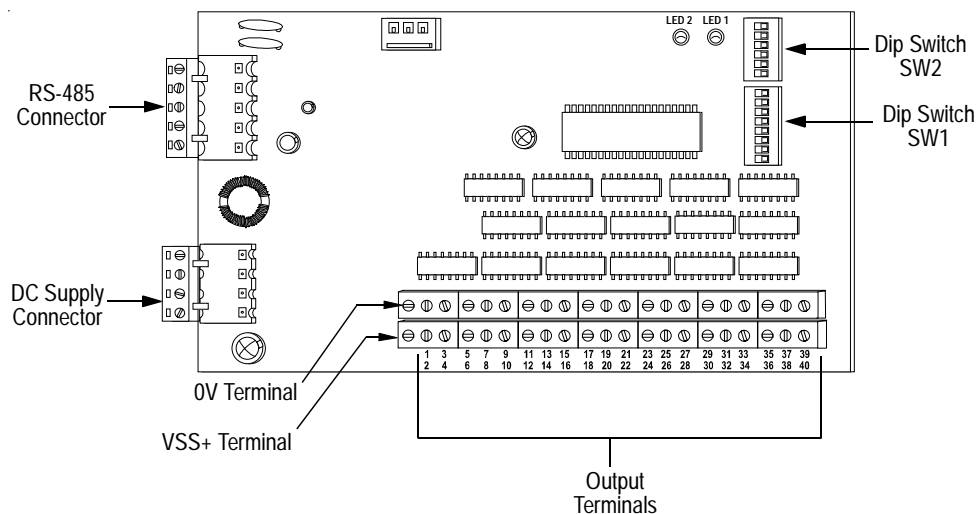 LED 2 LED 1
Dip Switch
SW2
RS-485
Connector
Dip Switch
SW1
DC Supply
Connector
1 3 5 7 9 11 13 15 17 19 21 23 25 27 29 31 33 35 37 39
2 4 6 8 10 12 14 16 18 20 22 24 26 28 30 32 34 36 38 40
0V Terminal
VSS+ Terminal
Output
Terminals